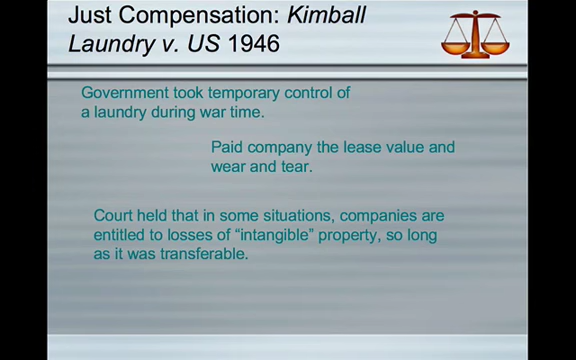 Just Compensation: Kimball
Laundry v. US 1946
Government took temporary control of
a laundry during war time.
Paid company the lease value and
wear and tear.
Court held that in some situations, companies are
entitled to losses of “intangible” property, so long
as it was transferable.